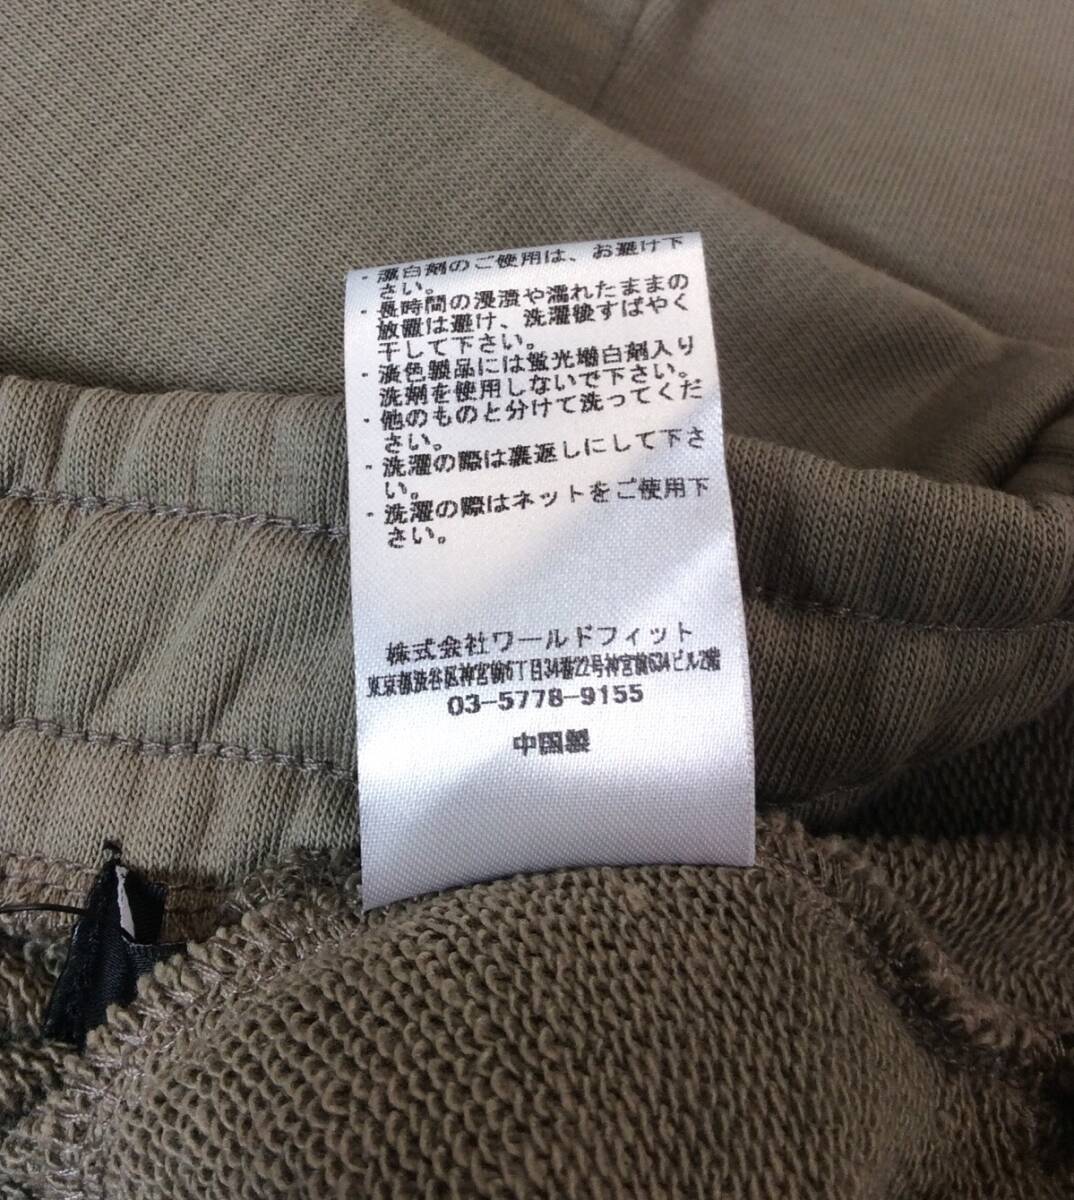 ・漂白剤のご使用は、お避け下
さい。
・長時間の浸漬や濡れたままの
放置は避け、洗濯後すばやく
干して下さい。
・淡色製品には蛍光増白剤入り
洗剤を使用しないで下さい。
・他のものと分けて洗ってくだ
さい。
・洗濯の際は裏返しにして下さ
い。
・洗濯の際はネットをご使用下
さい。
株式会社ワールドフィット
東京都渋谷区神宮前6丁目34番22号神宮前634ビル2階
03-5778-9155
中国製